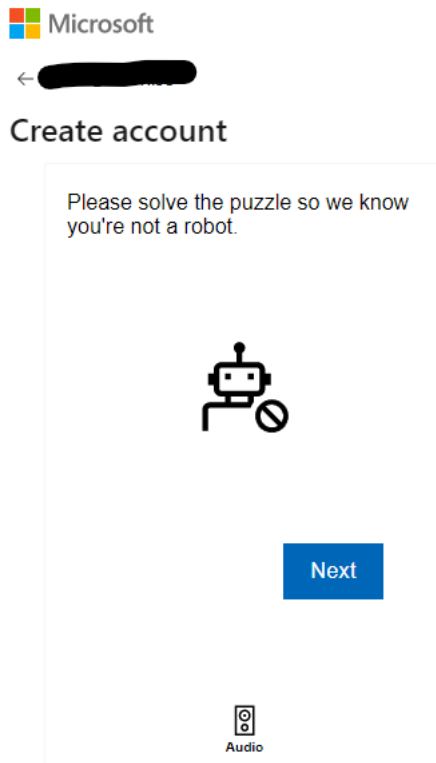 Microsoft
Create account
Please solve the puzzle so we know
you're not a robot.
Next
Audio